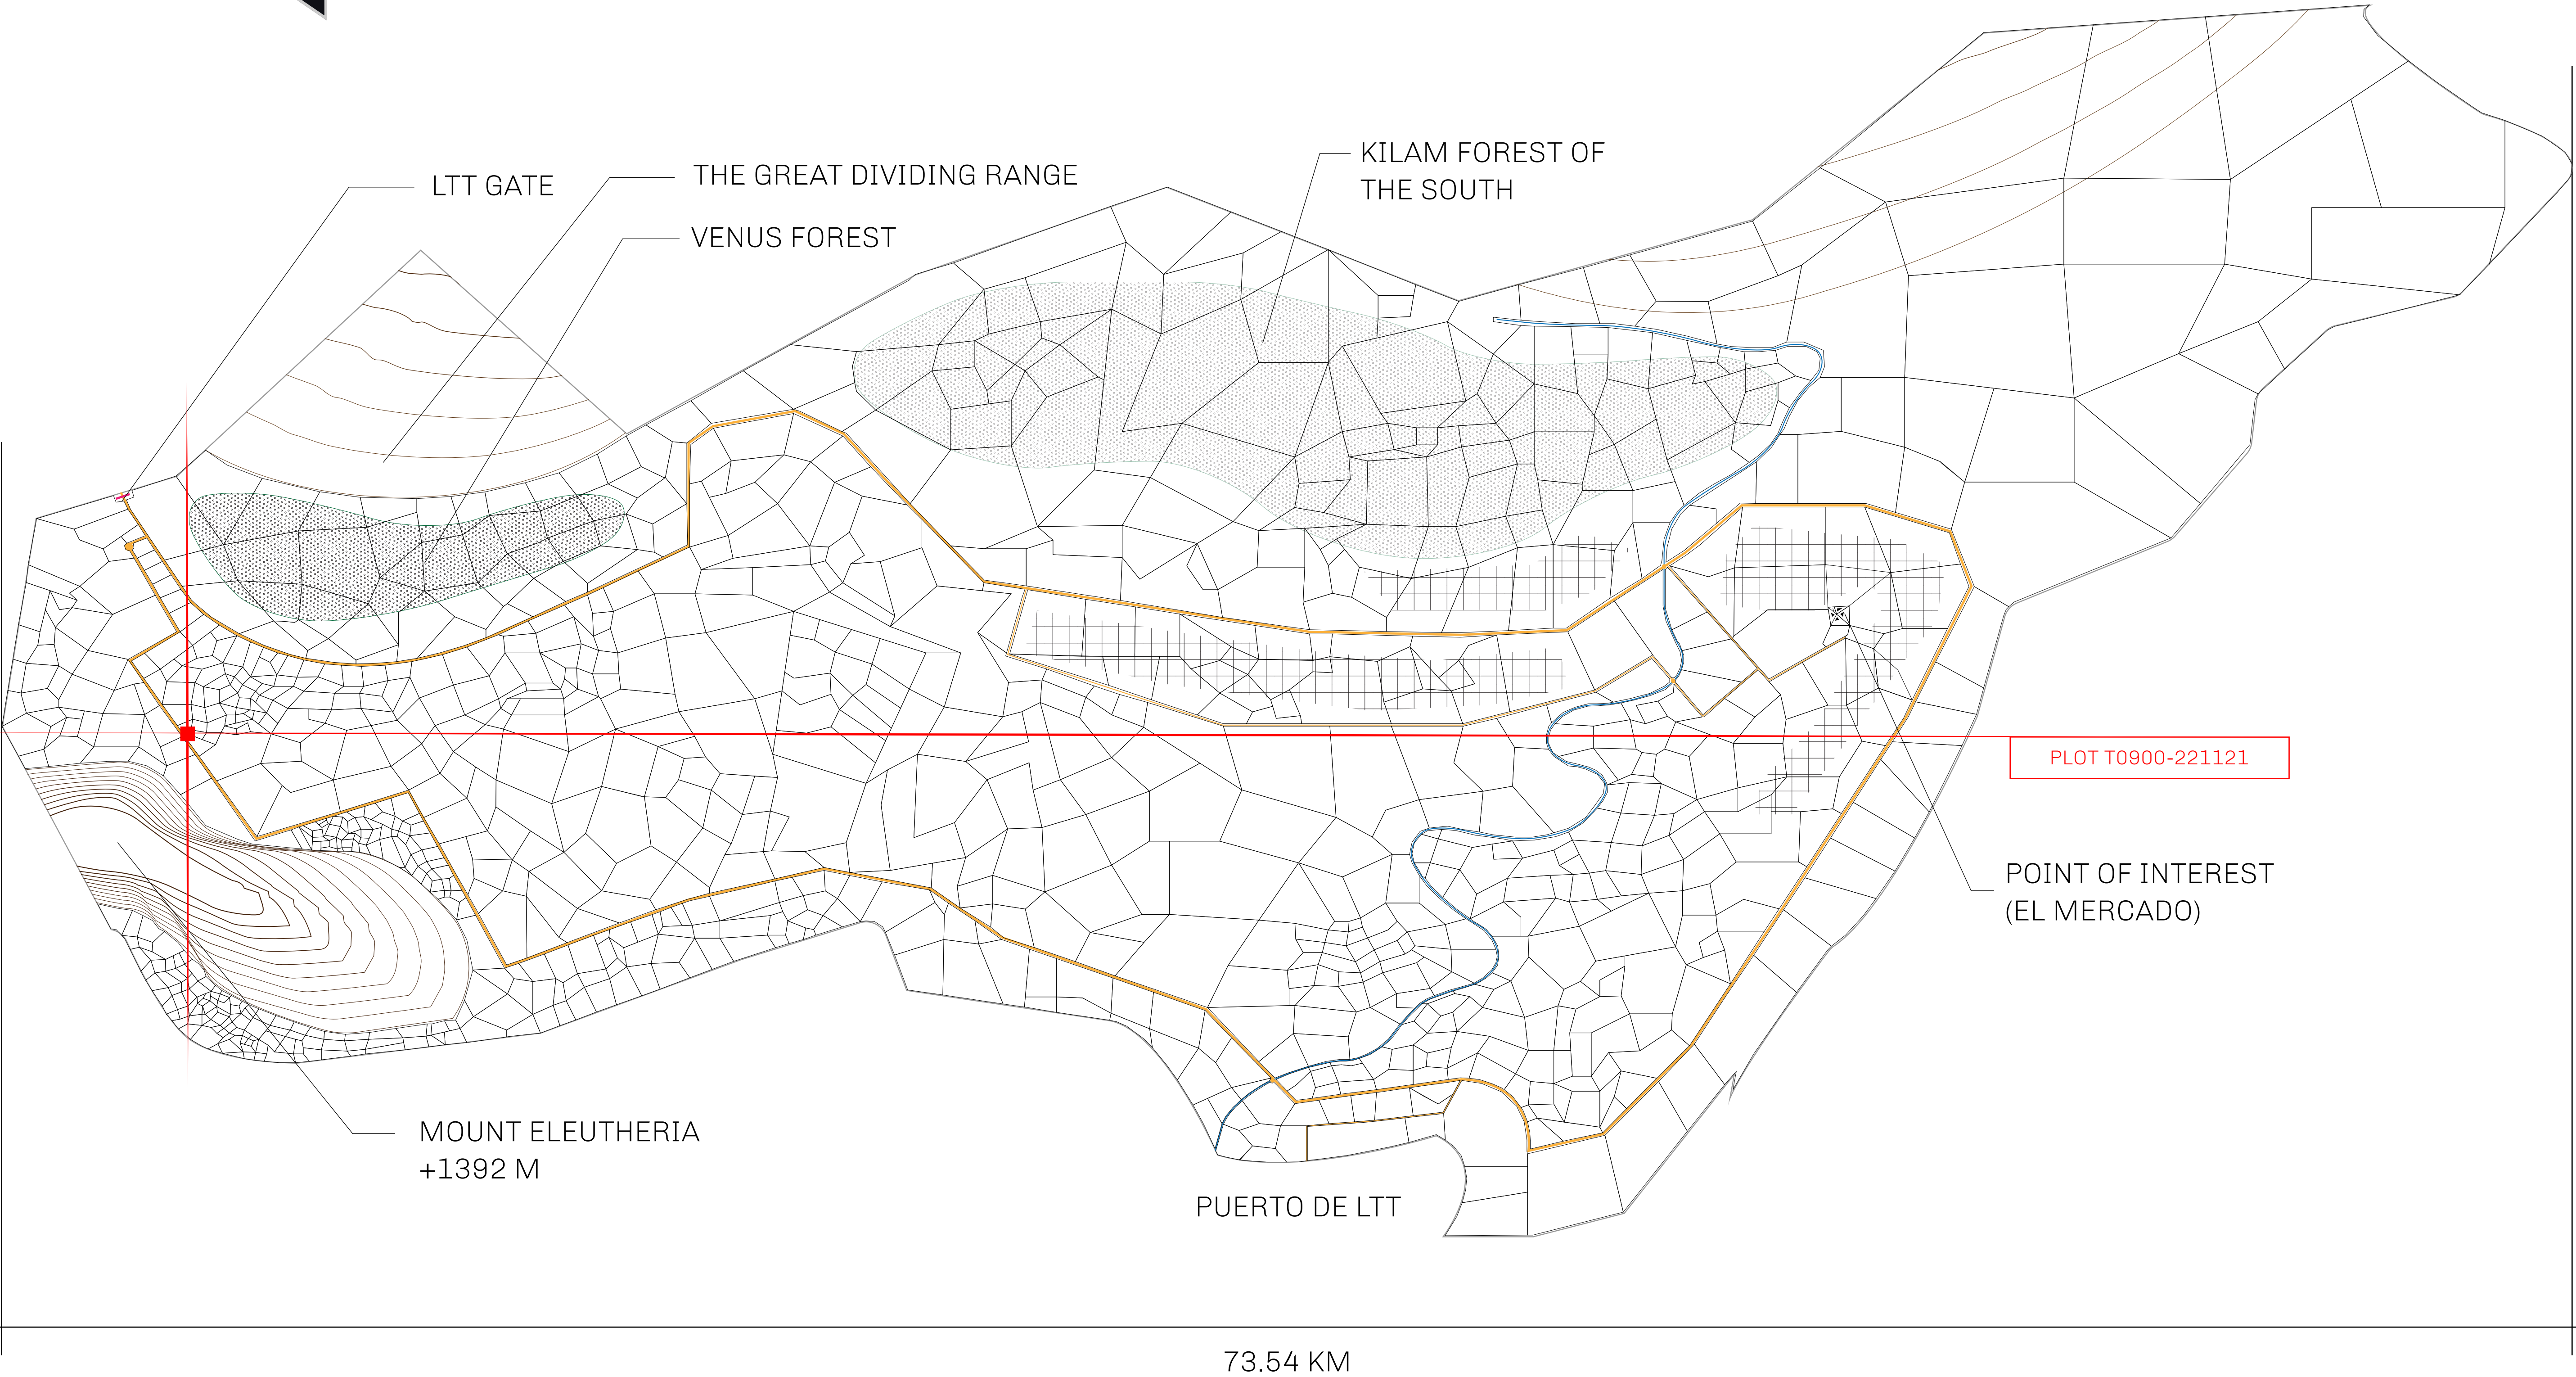 KILAM FOREST OF
THE SOUTH
THE GREAT DIVIDING RANGE
LTT GATE
VENUS FOREST
PLOT T0900-221121
POINT OF INTEREST
(EL MERCADO)
MOUNT ELEUTHERIA
+1392 M
PUERTO DE LTT
73.54 KM